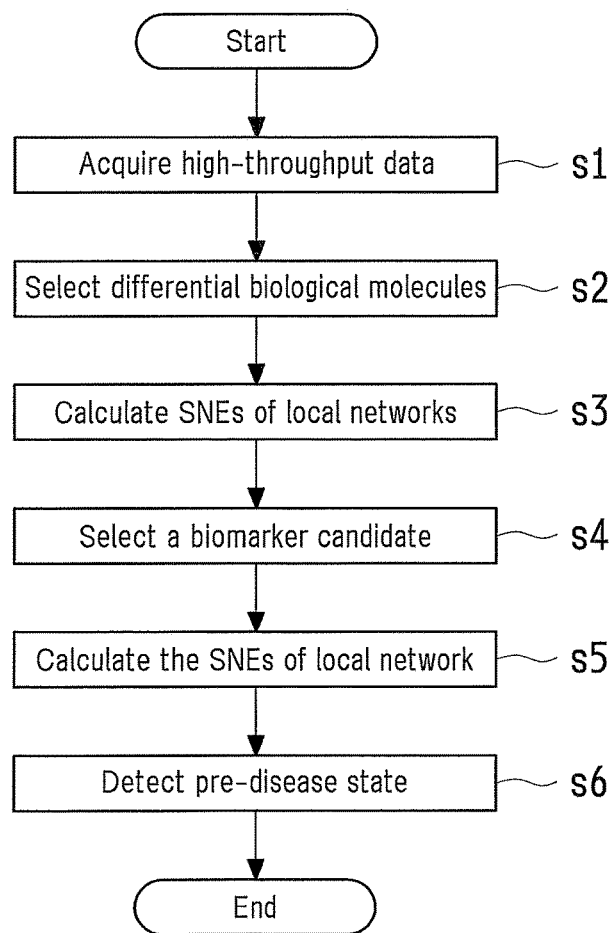 Start
Acquire high-throughput data
s1
Select differential biological molecules
s2
Calculate SNEs of local networks
s3
Select a biomarker candidate
s4
Calculate the SNEs of local network
s5
Detect pre-disease state
s6
End